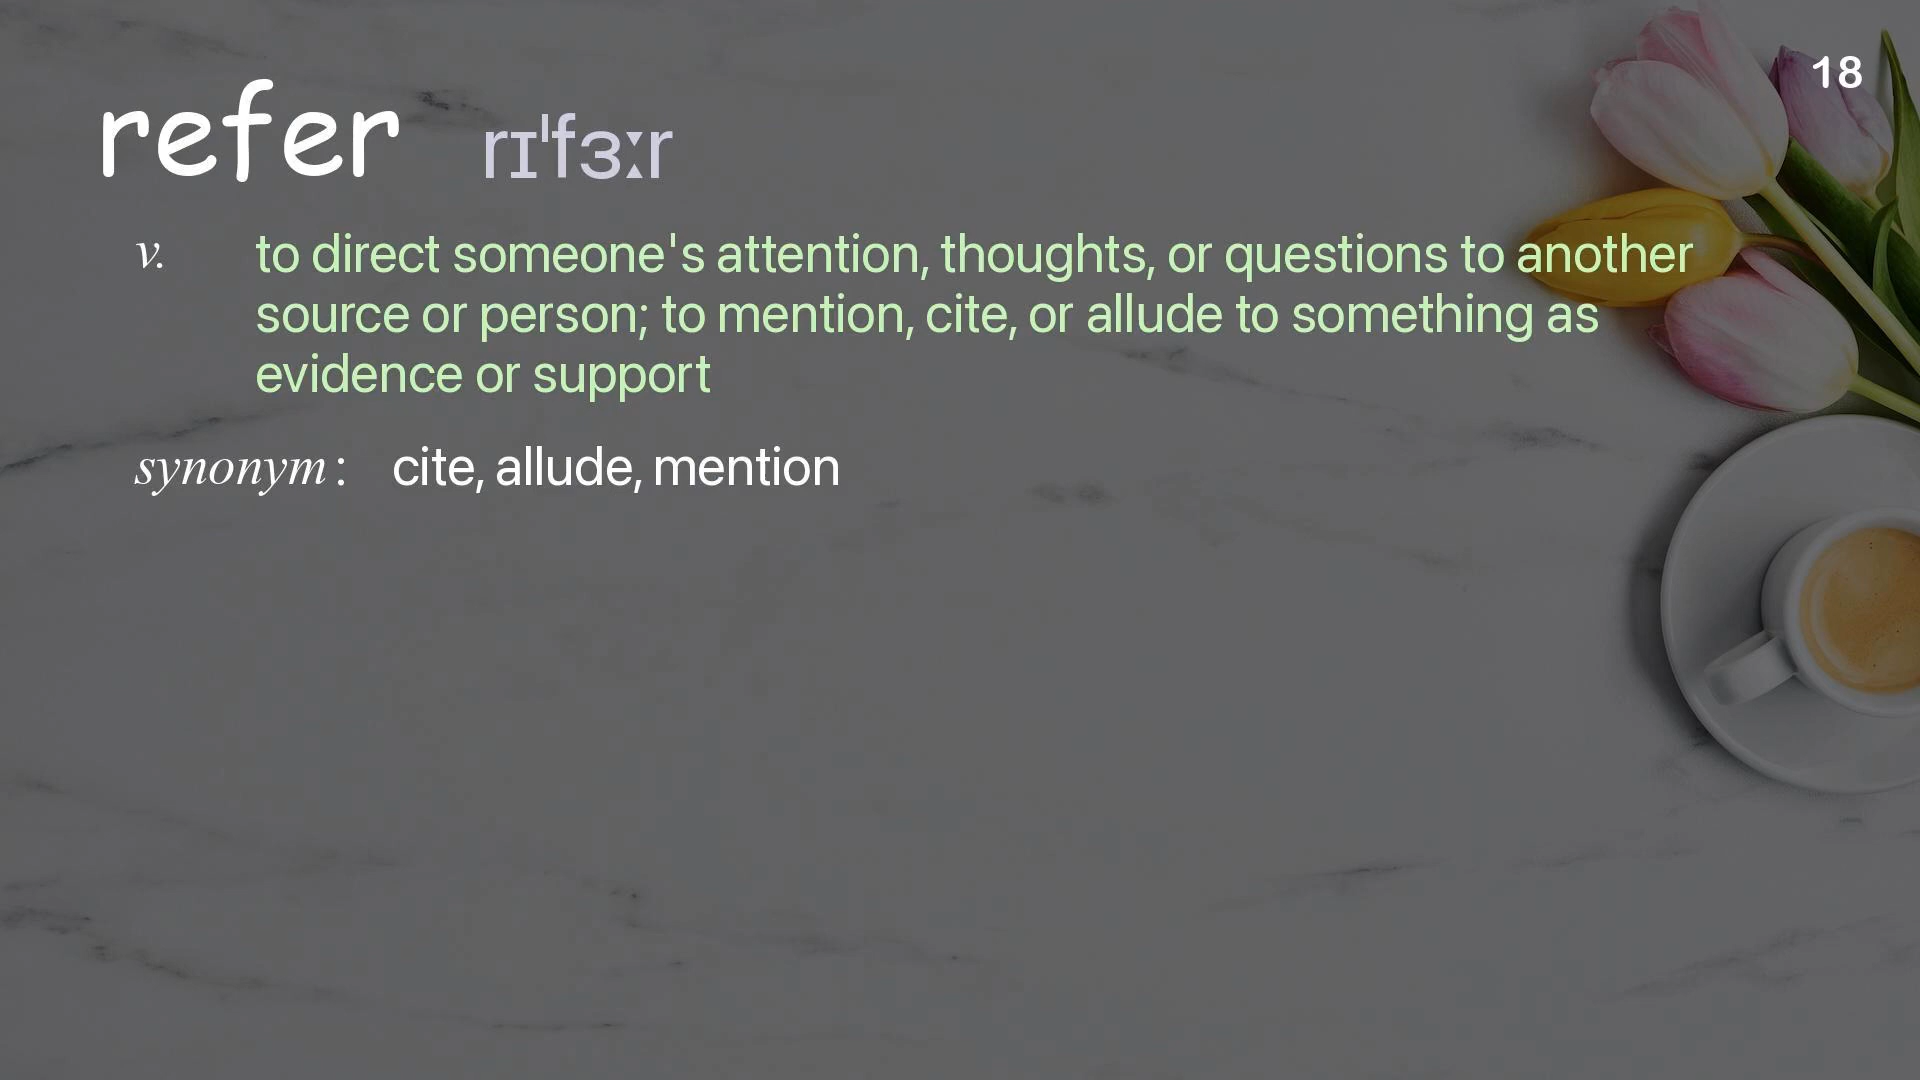 18
refer rɪˈfɜːr
v. to direct someone's attention, thoughts, or questions to another
source or person; to mention, cite, or allude to something as
evidence or support
synonym: cite, allude, mention